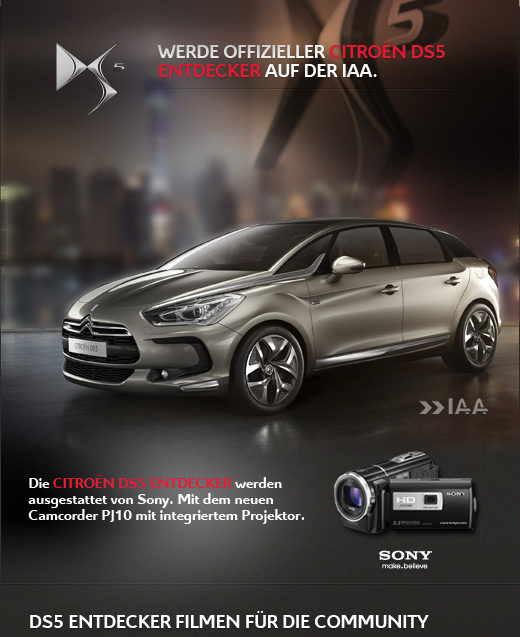 5
WERDE OFFIZIELLER CITROËN DS5
ENTDECKER AUF DER IAA.
CITROËN DS5
>>IAA
Die CITROËN DS5 ENTDECKER werden
ausgestattet von Sony. Mit dem neuen
Camcorder PJ10 mit integriertem Projektor.
HD
SONY
SONY
make.believe
DS5 ENTDECKER FILMEN FÜR DIE COMMUNITY